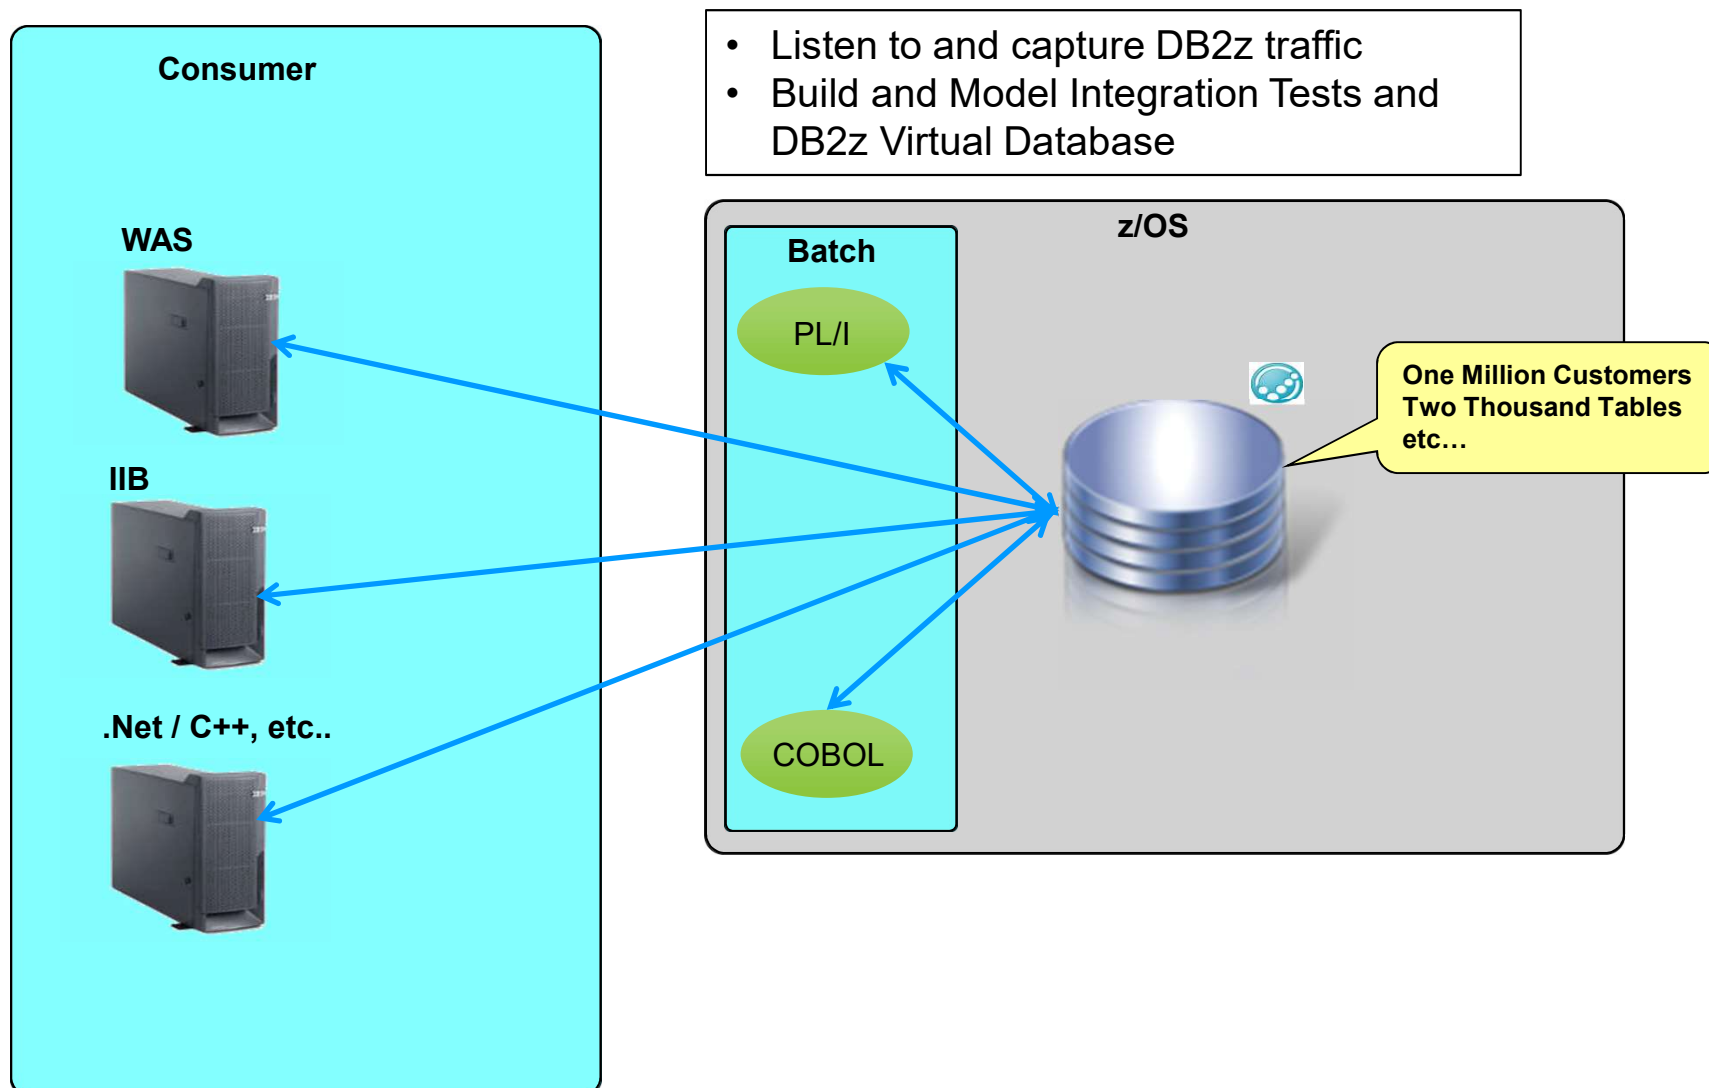 Consumer
• Listen to and capture DB2z traffic
• Build and Model Integration Tests and
DB2z Virtual Database
WAS
IIB
.Net / C++, etc..
z/OS
Batch
PL/I
COBOL
One Million Customers
Two Thousand Tables
etc…